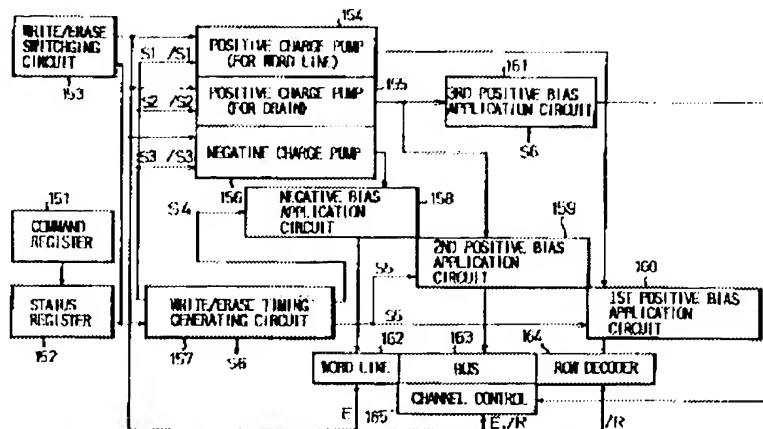 WRITE/ERASE
SWITCHGING
CIRCUIT
153
154
S1 /S1
POSITIVE CHARGE PUMP
(FOR WORD LINE)
155
S2 /S2
POSITIVE CHARGE PUMP
(FOR DRAIN)
S3 /S3
NEGATINE CHARGE PUMP
156
161
3RD POSITIVE BIAS
APPLICATION CIRCUIT
S6
S4
NEGATIVE BIAS
APPLICATION
CIRCUIT
158
159
2ND POSITIVE BIAS
APPLICATION
CIRCUIT
160
1ST POSITIVE BIAS
APPLICATION
CIRCUIT
151
COMMAND
REGISTER
STATUS
REGISTER
152
WRITE/ERASE TIMING
GENERATING CIRCUIT
157
S6
S5
S6
162
163
164
WORD LINE
BUS
ROW DECODER
CHANNEL CONTROL
165
E
E,/R
/R